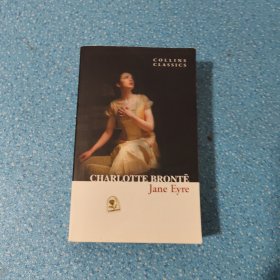 COLLINS
CLASSICS
CHARLOTTE BRONTË
Jane Eyre